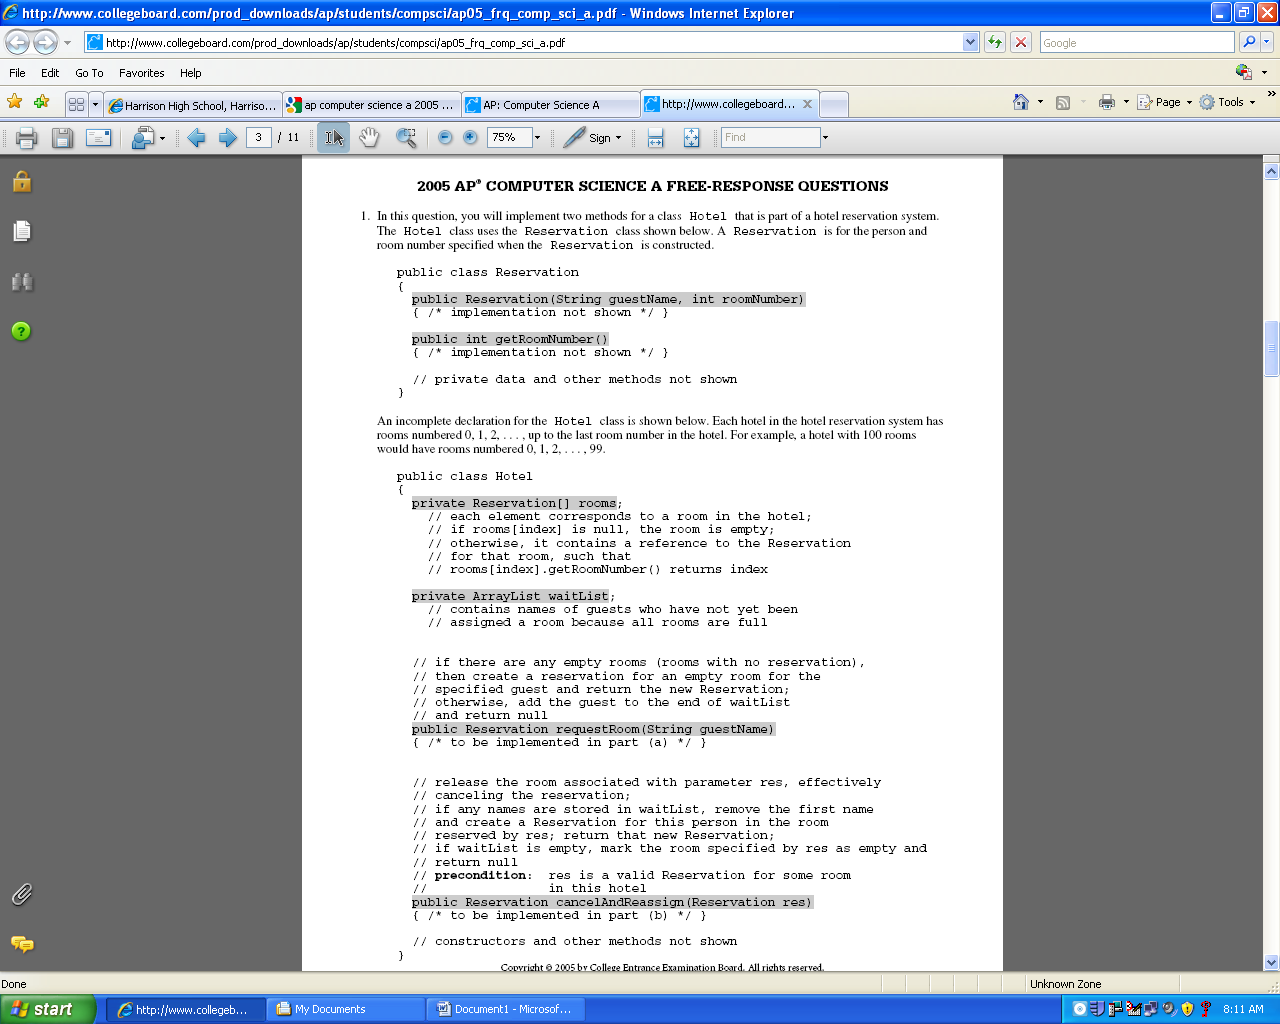 http://www.collegeboard.com/prod_downloads/ap/students/compsci/ap05_frq_comp_sci_a.pdf - Windows Internet Explorer
http://www.collegeboard.com/prod_downloads/ap/students/compsci/ap05_frq_comp_sci_a.pdf
Google
File Edit Go To Favorites Help
Harrison High School, Harriso...
ap computer science a 2005 ...
AP: Computer Science A
http://www.collegeboard...
Page
Tools
3 / 11
75%
Sign
Find
2005 AP® COMPUTER SCIENCE A FREE-RESPONSE QUESTIONS
1. In this question, you will implement two methods for a class Hotel that is part of a hotel reservation system.
The Hotel class uses the Reservation class shown below. A Reservation is for the person and
room number specified when the Reservation is constructed.
public class Reservation
{
public Reservation(String guestName, int roomNumber)
{ /* implementation not shown */ }
public int getRoomNumber()
{ /* implementation not shown */ }
// private data and other methods not shown
}
An incomplete declaration for the Hotel class is shown below. Each hotel in the hotel reservation system has
rooms numbered 0, 1, 2, . . . , up to the last room number in the hotel. For example, a hotel with 100 rooms
would have rooms numbered 0, 1, 2, . . . , 99.
public class Hotel
{
private Reservation[] rooms;
// each element corresponds to a room in the hotel;
// if rooms[index] is null, the room is empty;
// otherwise, it contains a reference to the Reservation
// for that room, such that
// rooms[index].getRoomNumber() returns index
private ArrayList waitList;
// contains names of guests who have not yet been
// assigned a room because all rooms are full
// if there are any empty rooms (rooms with no reservation),
// then create a reservation for an empty room for the
// specified guest and return the new Reservation;
// otherwise, add the guest to the end of waitList
// and return null
public Reservation requestRoom(String guestName)
{ /* to be implemented in part (a) */ }
// release the room associated with parameter res, effectively
// canceling the reservation;
// if any names are stored in waitList, remove the first name
// and create a Reservation for this person in the room
// reserved by res; return that new Reservation;
// if waitList is empty, mark the room specified by res as empty and
// return null
// precondition: res is a valid Reservation for some room
// in this hotel
public Reservation cancelAndReassign(Reservation res)
{ /* to be implemented in part (b) */ }
// constructors and other methods not shown
}
Copyright © 2005 by College Entrance Examination Board. All rights reserved.
Done
Unknown Zone
start
http://www.collegeb...
My Documents
Document1 - Microsof...
8:11 AM